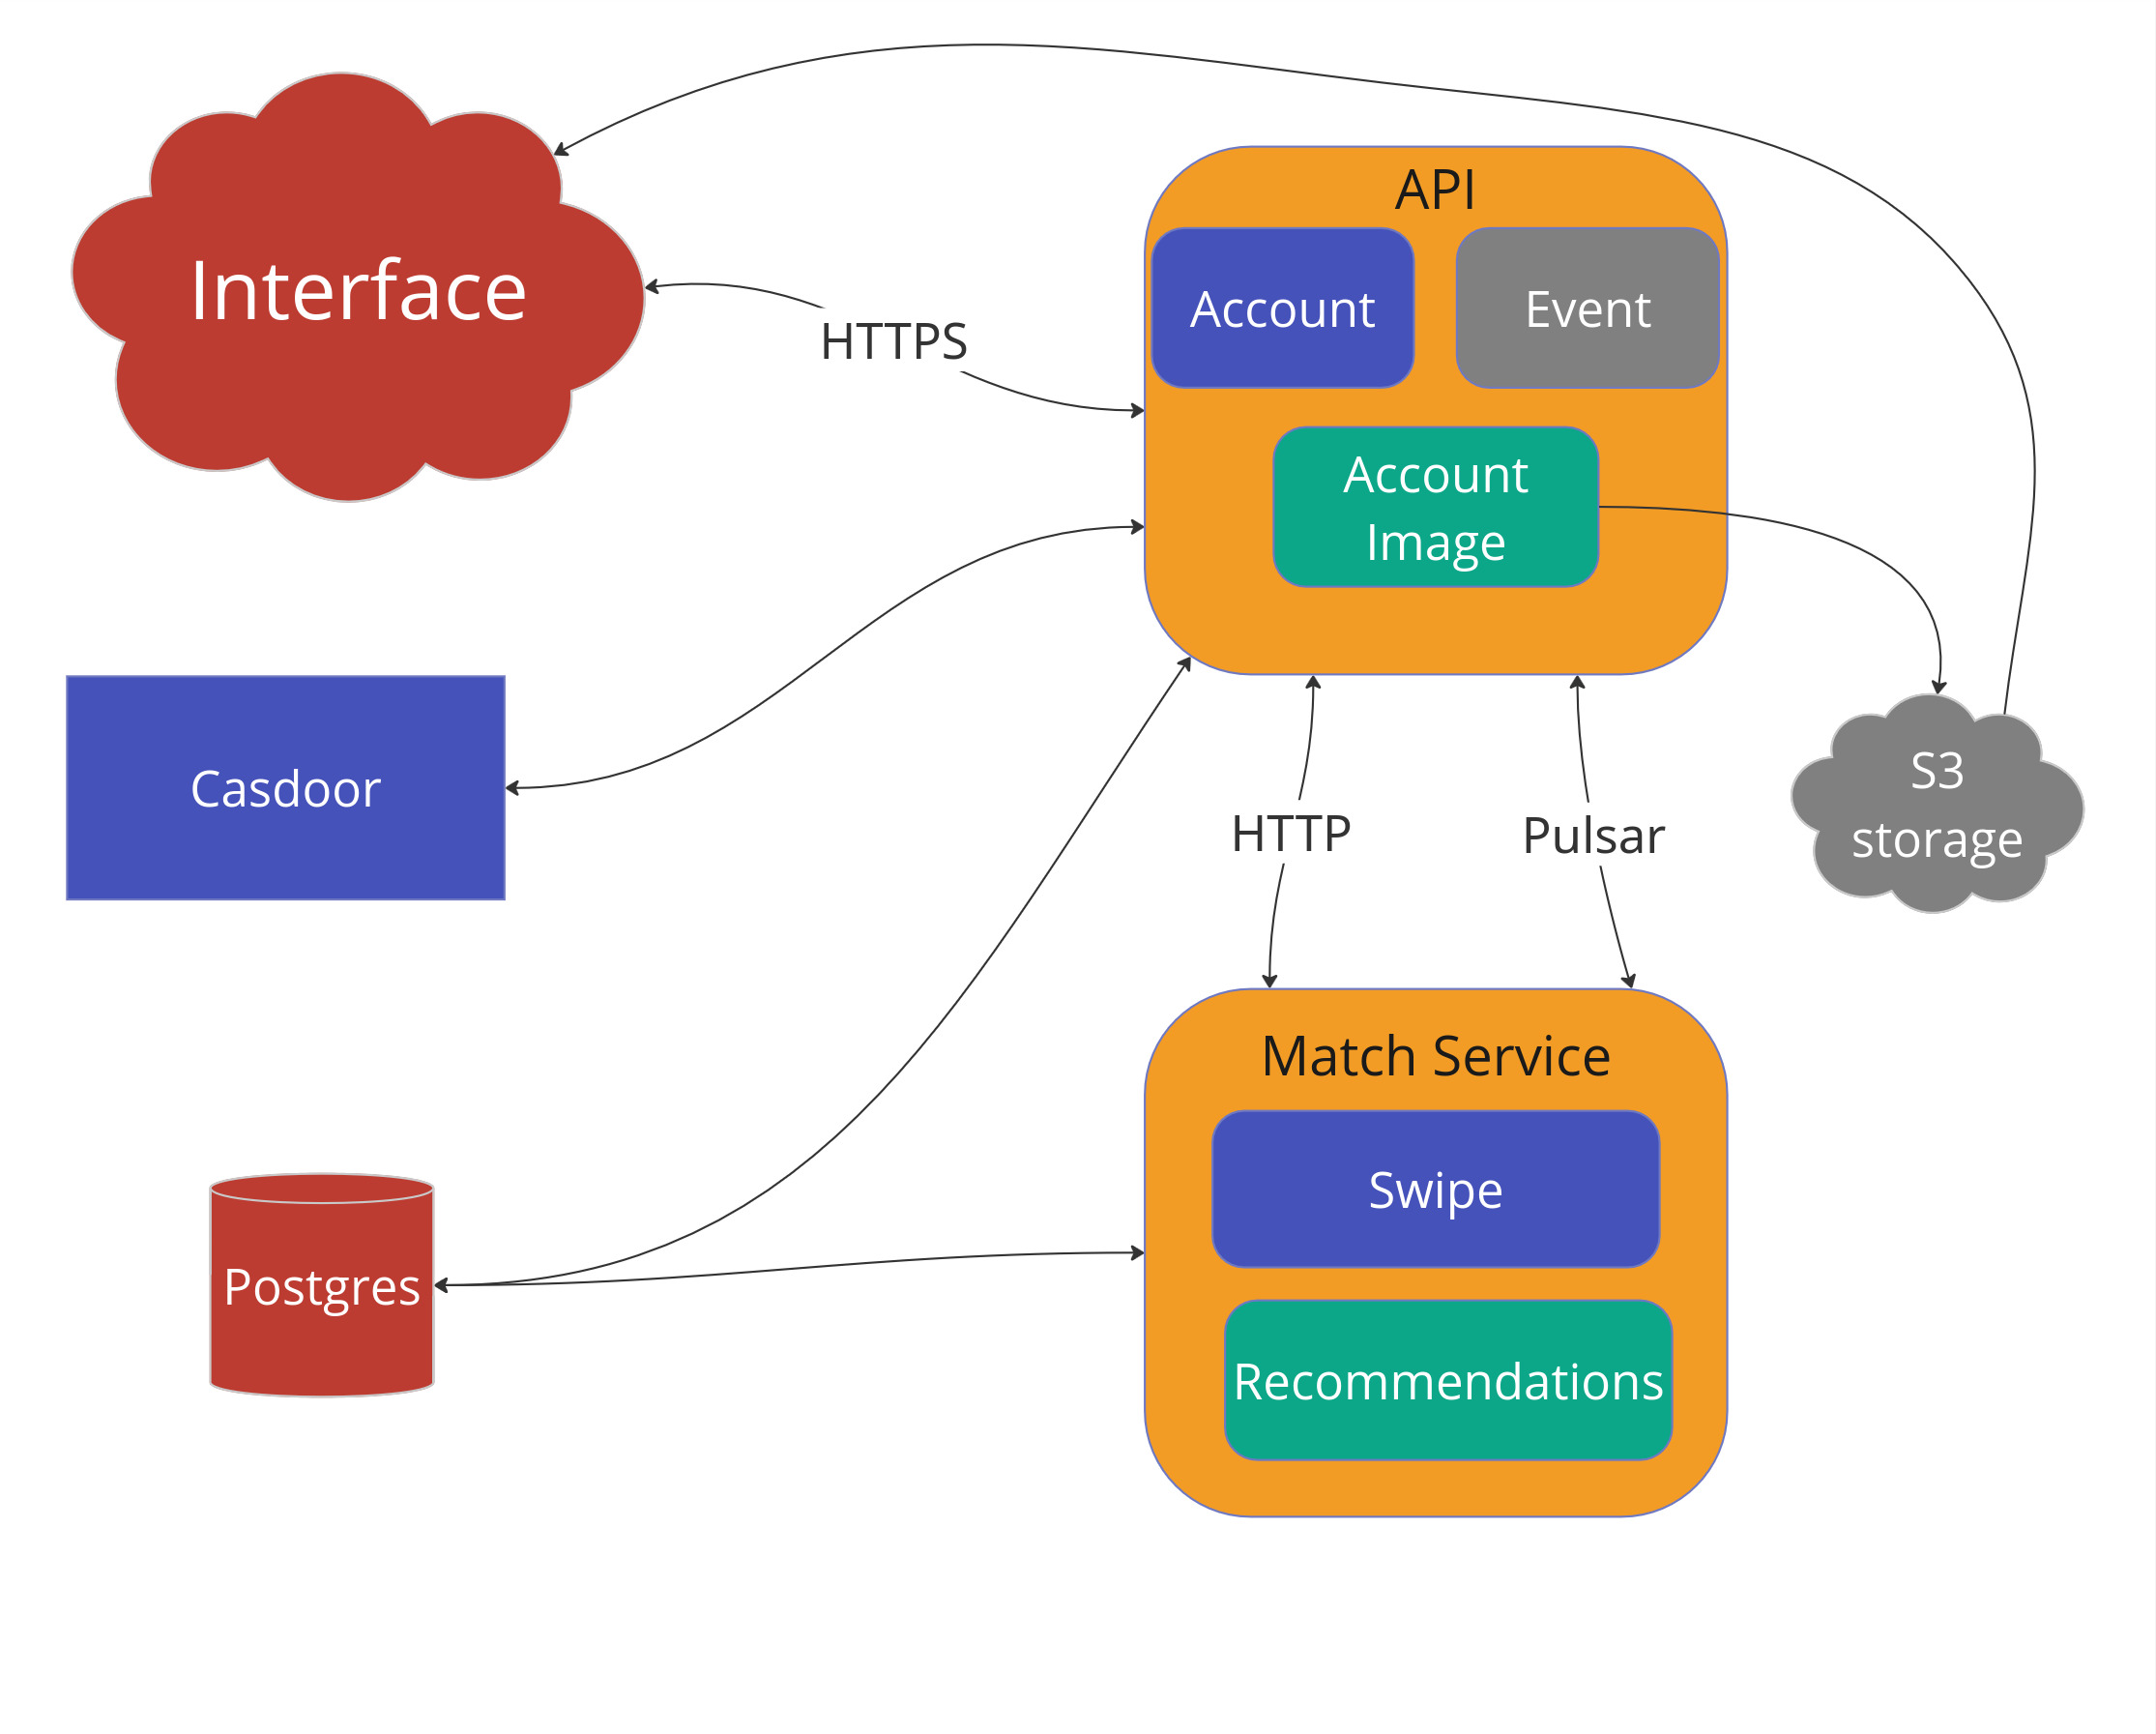 API
Interface
Account
Event
HTTPS
Account
Image
Casdoor
HTTP
Pulsar
S3
storage
Match Service
Swipe
Postgres
Recommendations